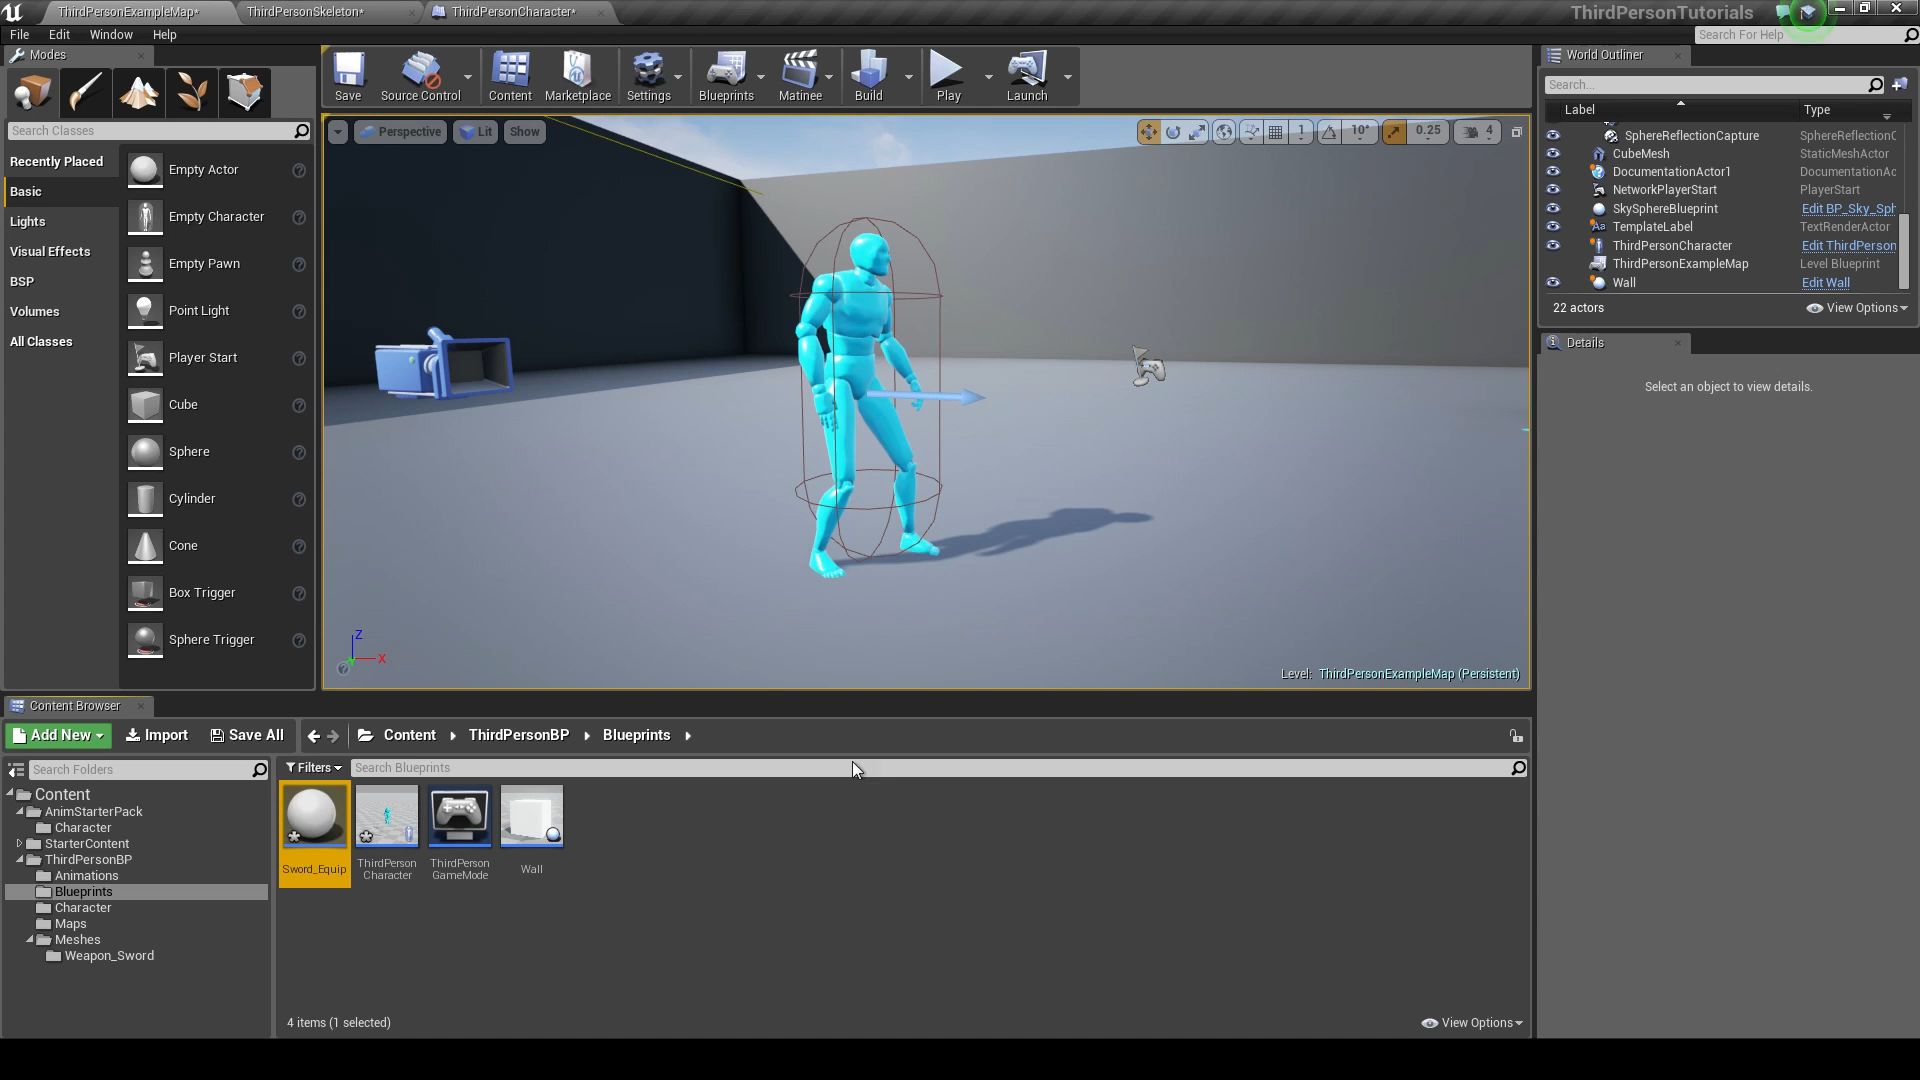 ThirdPersonExampleMap*
ThirdPersonSkeleton*
ThirdPersonCharacter*
ThirdPersonTutorials
File Edit Window Help
Search For Help
Modes
Save
Source Control
Content
Marketplace
Settings
Blueprints
Matinee
Build
Play
Launch
World Outliner
Search...
Label
Type
Search Classes
Perspective
Lit
Show
1
10°
0.25
4
SphereReflectionCapture
SphereReflectionC
CubeMesh
StaticMeshActor
DocumentationActor1
DocumentationAc
NetworkPlayerStart
PlayerStart
SkySphereBlueprint
Edit BP_Sky_Sph
TemplateLabel
TextRenderActor
ThirdPersonCharacter
Edit ThirdPerson
ThirdPersonExampleMap
Level Blueprint
Wall
Edit Wall
22 actors
View Options
Recently Placed
Basic
Lights
Visual Effects
BSP
Volumes
All Classes
Empty Actor
Empty Character
Empty Pawn
Point Light
Player Start
Cube
Sphere
Cylinder
Cone
Box Trigger
Sphere Trigger
Details
Select an object to view details.
Z
X
Level: ThirdPersonExampleMap (Persistent)
Content Browser
Add New
Import
Save All
Content
ThirdPersonBP
Blueprints
Search Folders
Filters
Search Blueprints
Content
AnimStarterPack
Character
StarterContent
ThirdPersonBP
Animations
Blueprints
Character
Maps
Meshes
Weapon_Sword
Sword_Equip
ThirdPerson
Character
ThirdPerson
GameMode
Wall
4 items (1 selected)
View Options